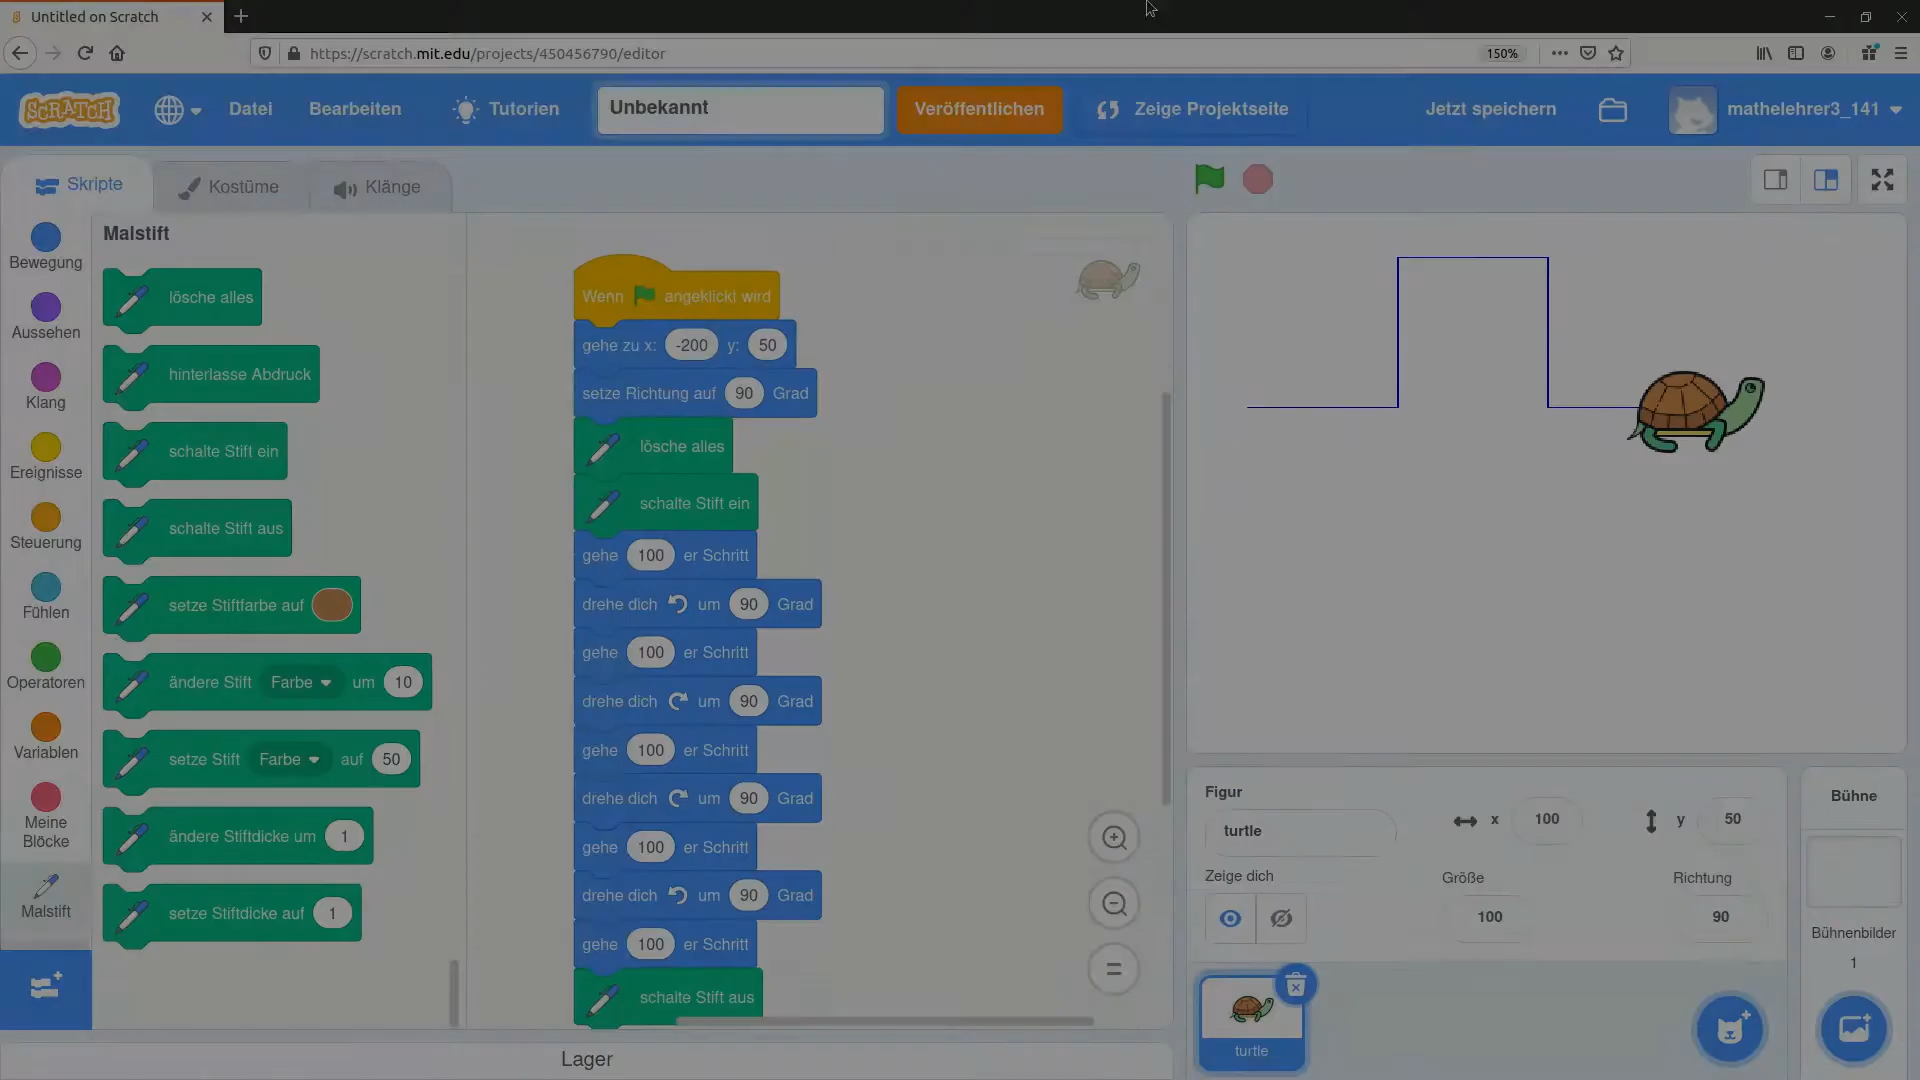 Untitled on Scratch
https://scratch.mit.edu/projects/450456790/editor
150%
SCRATCH
Datei
Bearbeiten
Tutorien
Unbekannt
Veröffentlichen
Zeige Projektseite
Jetzt speichern
mathelehrer3_141
Skripte
Kostüme
Klänge
Bewegung
Aussehen
Klang
Ereignisse
Steuerung
Fühlen
Operatoren
Variablen
Meine
Blöcke
Malstift
Malstift
lösche alles
hinterlasse Abdruck
schalte Stift ein
schalte Stift aus
setze Stiftfarbe auf
ändere Stift Farbe um 10
setze Stift Farbe auf 50
ändere Stiftdicke um 1
setze Stiftdicke auf 1
Wenn angeklickt wird
gehe zu x: -200 y: 50
setze Richtung auf 90 Grad
lösche alles
schalte Stift ein
gehe 100 er Schritt
drehe dich um 90 Grad
gehe 100 er Schritt
drehe dich um 90 Grad
gehe 100 er Schritt
drehe dich um 90 Grad
gehe 100 er Schritt
drehe dich um 90 Grad
gehe 100 er Schritt
schalte Stift aus
Lager
Figur
turtle
x 100
y 50
Zeige dich
Größe
100
Richtung
90
turtle
Bühne
Bühnenbilder
1